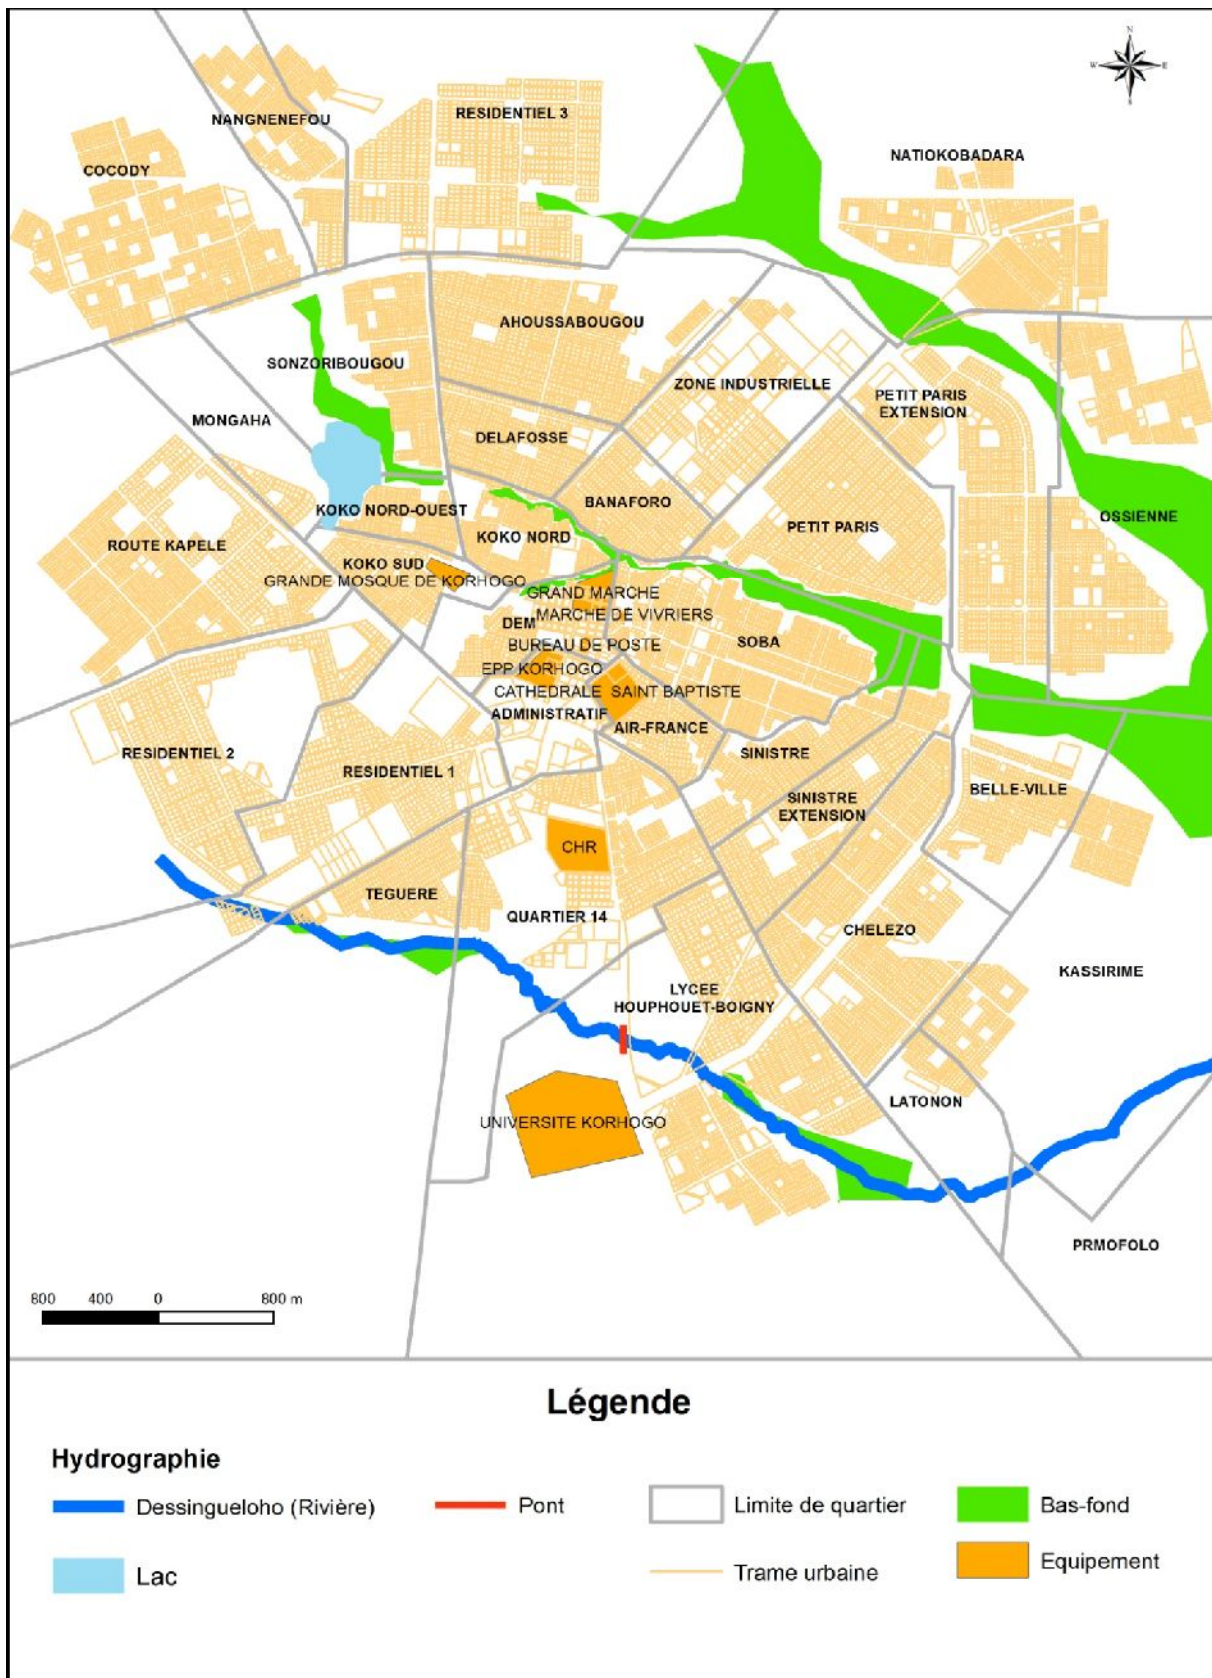 N
W E
S
RESIDENTIEL 3
NANGNENEFOU
NATIOKOBADARA
COCODY
AHOUSSABOUGOU
SONZORIBOUGOU
ZONE INDUSTRIELLE
PETIT PARIS
EXTENSION
MONGAHA
DELAFOSSE
BANAFORO
KOKO NORD-OUEST
OSSIENNE
PETIT PARIS
KOKO NORD
ROUTE KAPELE
KOKO SUD
GRANDE MOSQUE DE KORHOGO
GRAND MARCHE
MARCHE DE VIVRIERS
DEM
SOBA
BUREAU DE POSTE
EPP KORHOGO
CATHEDRALE SAINT BAPTISTE
ADMINISTRATIF
AIR-FRANCE
RESIDENTIEL 2
SINISTRE
RESIDENTIEL 1
BELLE-VILLE
SINISTRE
EXTENSION
CHR
TEGUERE
QUARTIER 14
CHELEZO
KASSIRIME
LYCEE
HOUPHOUET-BOIGNY
LATONON
UNIVERSITE KORHOGO
PRMOFOLO
800 400 0 800 m
Légende
Hydrographie
Dessingueloho (Rivière)
Pont
Limite de quartier
Bas-fond
Lac
Trame urbaine
Equipement